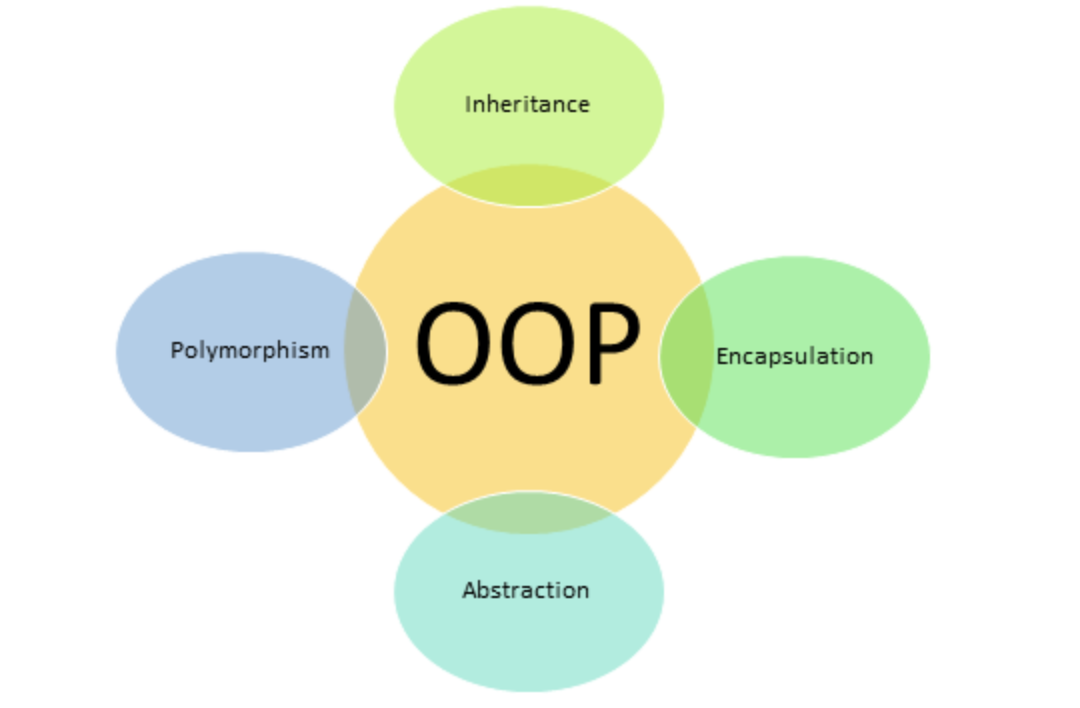 Inheritance
Polymorphism
OOP
Encapsulation
Abstraction